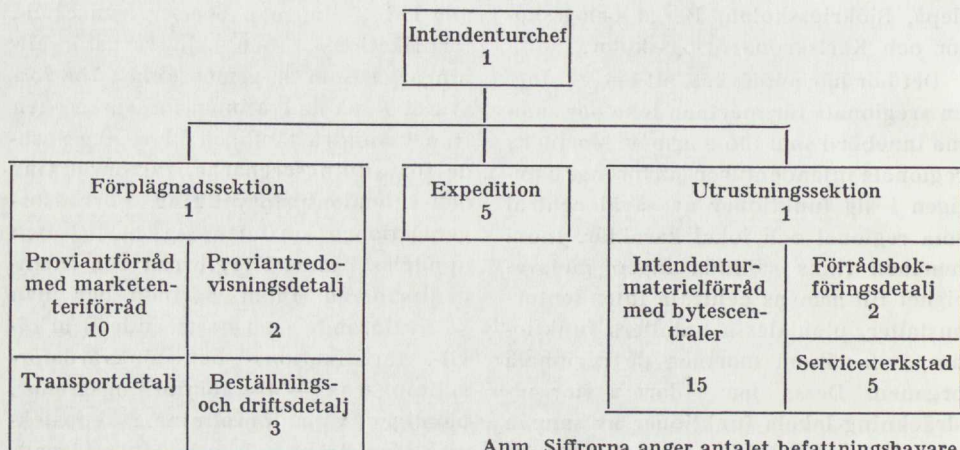 Intendenturchef
1
Förplägnadssektion
1
Expedition
5
Utrustningssektion
1
Proviantförråd
med marketen-
teriförråd
10
Proviantredo-
visningsdetalj
2
Transportdetalj
Beställnings-
och driftsdetalj
3
Intendentur-
materielförråd
med bytescen-
traler
15
Förrådsbok-
föringsdetalj
2
Serviceverkstad
5
Anm. Siffrorna anger antalet befattningshavare